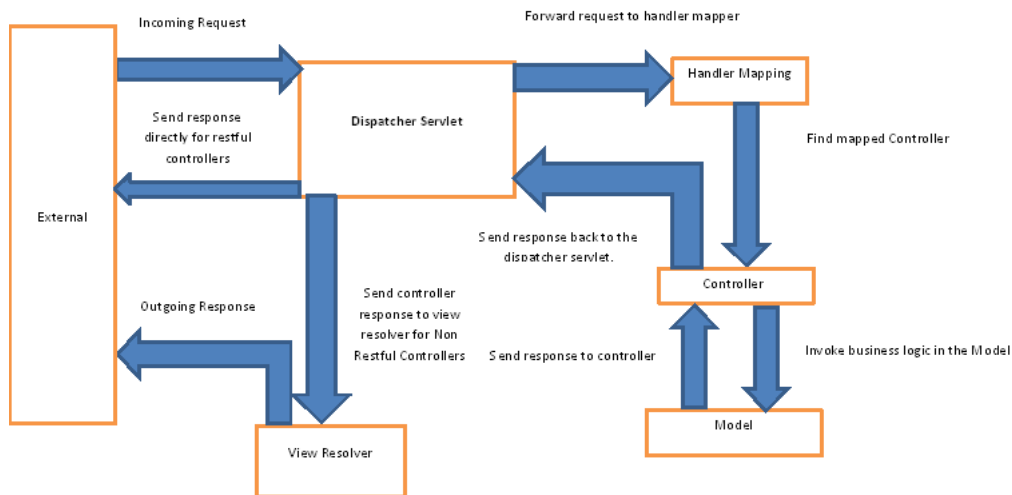 Incoming Request
Forward request to handler mapper
Handler Mapping
Dispatcher Servlet
Send response
directly for restful
controllers
Find mapped Controller
External
Send response back to the
dispatcher servlet.
Controller
Outgoing Response
Send controller
response to view
resolver for Non
Restful Controllers
Send response to controller
Invoke business logic in the Model
Model
View Resolver